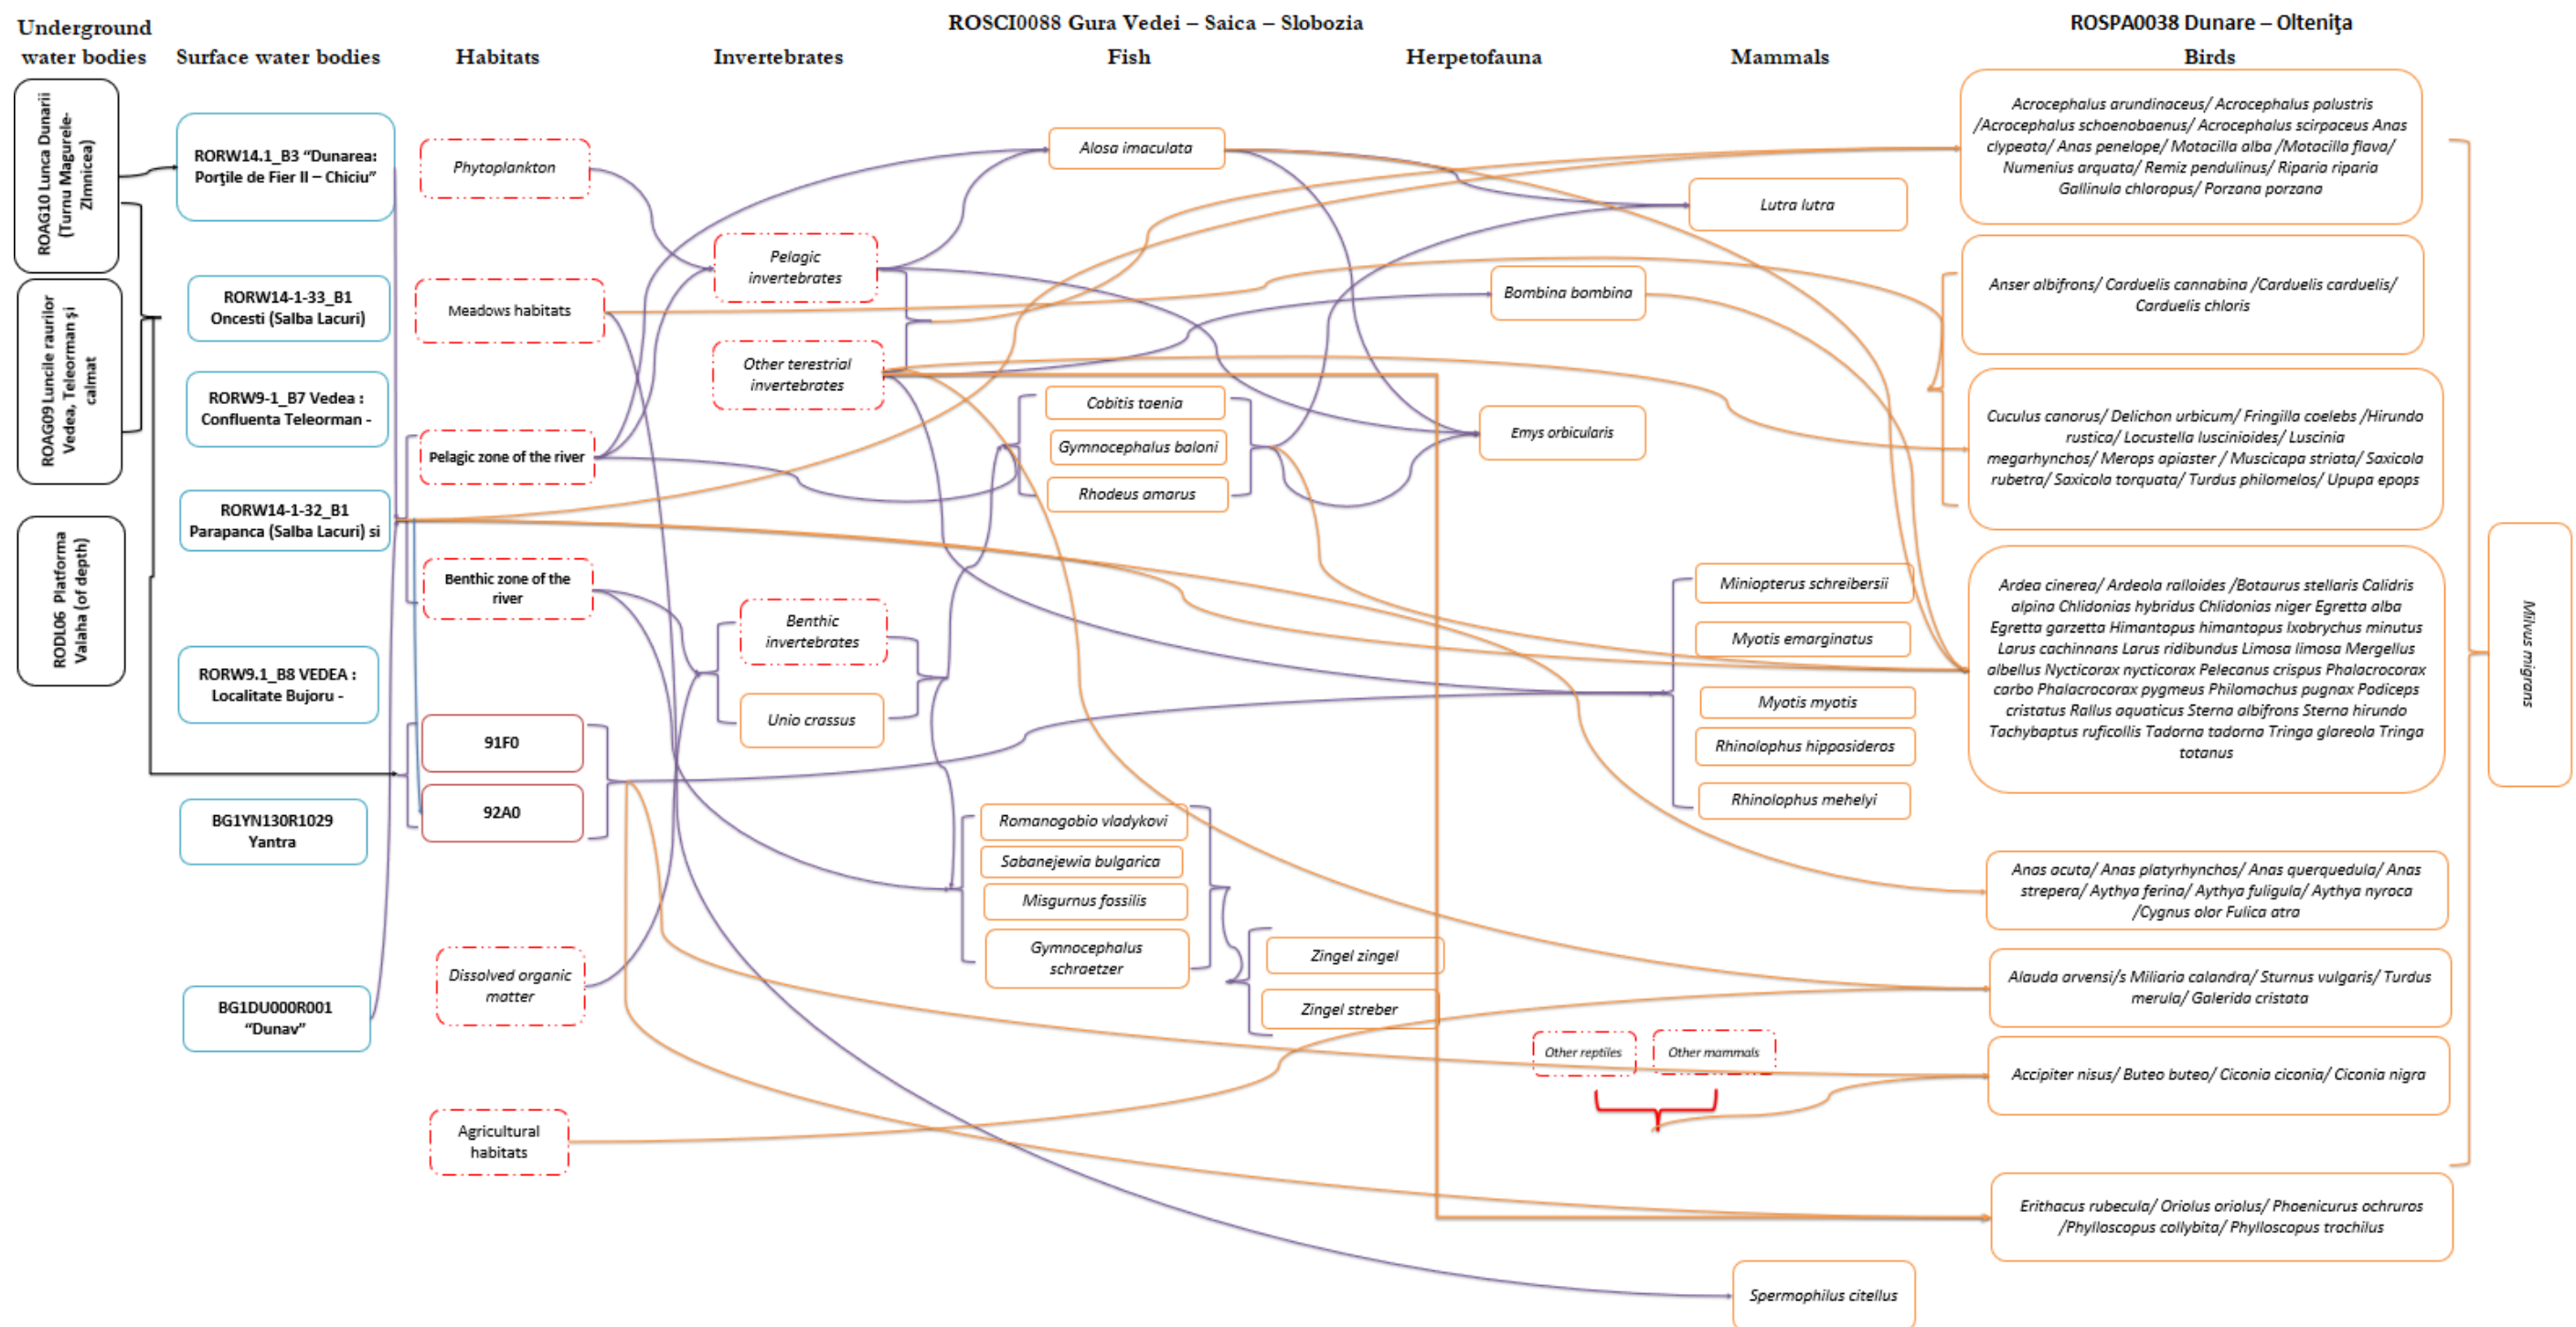 ROSCI0088 Gura Vedei – Saica – Slobozia
ROSPA0038 Dunare – Olteniţa
Underground
water bodies
Surface water bodies
Habitats
Invertebrates
Fish
Herpetofauna
Mammals
Birds
ROAG10 Lunca Dunarii
(Turnu Magurele-
ZImnicea)
ROAG09 Luncile raurilor
Vedea, Teleorman şi
calmat
RODL06 Platforma
Valaha (of depth)
RORW14.1_B3 “Dunarea:
Porţile de Fier II – Chiciu”
RORW14-1-33_B1
Oncesti (Salba Lacuri)
RORW9-1_B7 Vedea :
Confluenta Teleorman -
RORW14-1-32_B1
Parapanca (Salba Lacuri) si
RORW9.1_B8 VEDEA :
Localitate Bujoru -
BG1YN130R1029
Yantra
BG1DU000R001
“Dunav”
Phytoplankton
Meadows habitats
Pelagic zone of the river
Benthic zone of the
river
91F0
92A0
Dissolved organic
matter
Agricultural
habitats
Pelagic
invertebrates
Other terestrial
invertebrates
Benthic
invertebrates
Unio crassus
Alosa imaculata
Cobitis taenia
Gymnocephalus baloni
Rhodeus amarus
Romanogobio vladykovi
Sabanejewia bulgarica
Misgurnus fossilis
Gymnocephalus
schraetzer
Zingel zingel
Zingel streber
Bombina bombina
Emys orbicularis
Other reptiles
Other mammals
Lutra lutra
Miniopterus schreibersii
Myotis emarginatus
Myotis myotis
Rhinolophus hipposideros
Rhinolophus mehelyi
Spermophilus citellus
Acrocephalus arundinaceus/ Acrocephalus palustris
/Acrocephalus schoenobaenus/ Acrocephalus scirpaceus Anas
clypeata/ Anas penelope/ Motacilla alba /Motacilla flava/
Numenius arquata/ Remiz pendulinus/ Riparia riparia
Gallinula chloropus/ Porzana porzana
Anser albifrons/ Carduelis cannabina /Carduelis carduelis/
Carduelis chloris
Cuculus canorus/ Delichon urbicum/ Fringilla coelebs /Hirundo
rustica/ Locustella luscinioides/ Luscinia
megarhynchos/ Merops apiaster / Muscicapa striata/ Saxicola
rubetra/ Saxicola torquata/ Turdus philomelos/ Upupa epops
Ardea cinerea/ Ardeola ralloides /Botaurus stellaris Calidris
alpina Chlidonias hybridus Chlidonias niger Egretta alba
Egretta garzetta Himantopus himantopus Ixobrychus minutus
Larus cachinnans Larus ridibundus Limosa limosa Mergellus
albellus Nycticorax nycticorax Pelecanus crispus Phalacrocorax
carbo Phalacrocorax pygmeus Philomachus pugnax Podiceps
cristatus Rallus aquaticus Sterna albifrons Sterna hirundo
Tachybaptus ruficollis Tadorna tadorna Tringa glareola Tringa
totanus
Anas acuta/ Anas platyrhynchos/ Anas querquedula/ Anas
strepera/ Aythya ferina/ Aythya fuligula/ Aythya nyroca
/Cygnus olor Fulica atra
Alauda arvensi/s Miliaria calandra/ Sturnus vulgaris/ Turdus
merula/ Galerida cristata
Accipiter nisus/ Buteo buteo/ Ciconia ciconia/ Ciconia nigra
Erithacus rubecula/ Oriolus oriolus/ Phoenicurus ochruros
/Phylloscopus collybita/ Phylloscopus trochilus
Milvus migrans